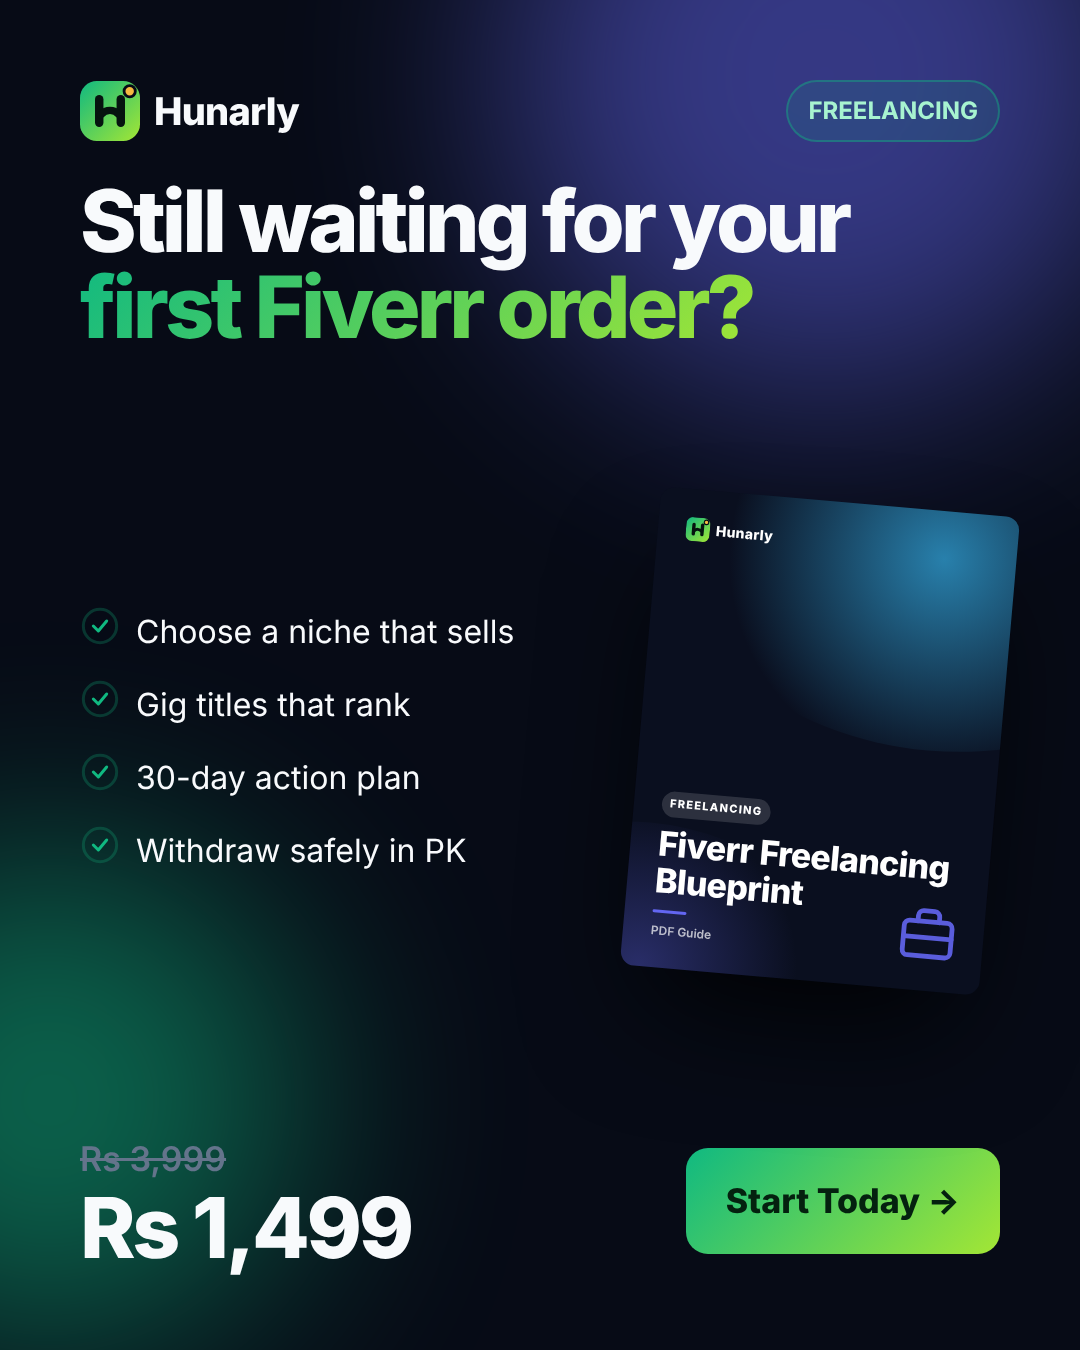 Hunarly
FREELANCING
Still waiting for your
first Fiverr order?
Choose a niche that sells
Gig titles that rank
30-day action plan
Withdraw safely in PK
Hunarly
FREELANCING
Fiverr Freelancing
Blueprint
PDF Guide
Rs 3,999
Rs 1,499
Start Today →